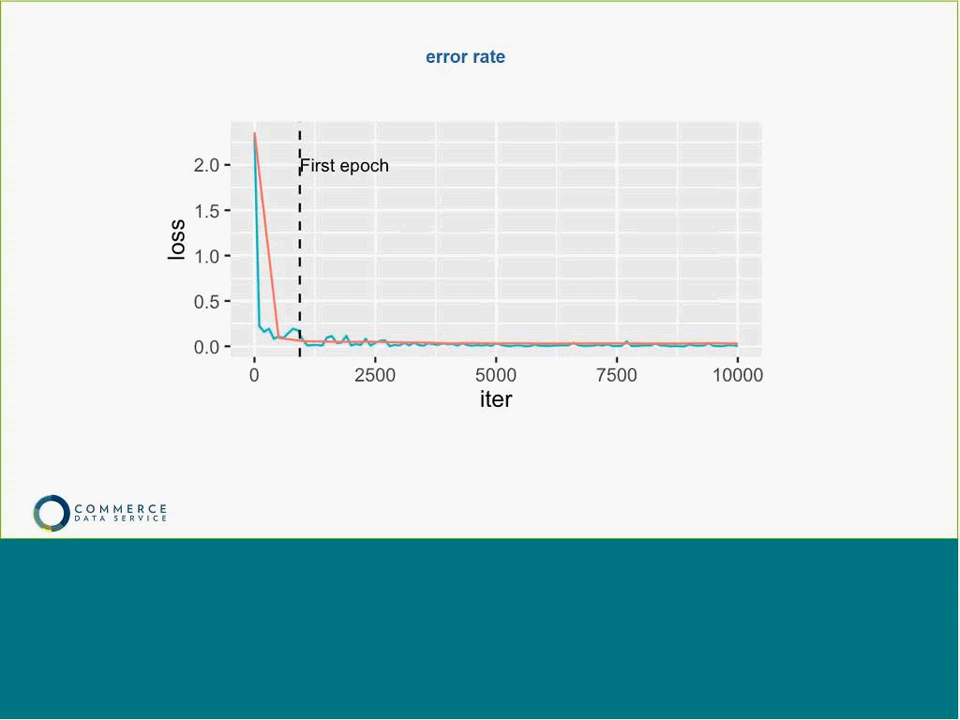 error rate
2.0
First epoch
1.5
loss
1.0
0.5
0.0
0 2500 5000 7500 10000
iter
COMMERCE
DATA SERVICE